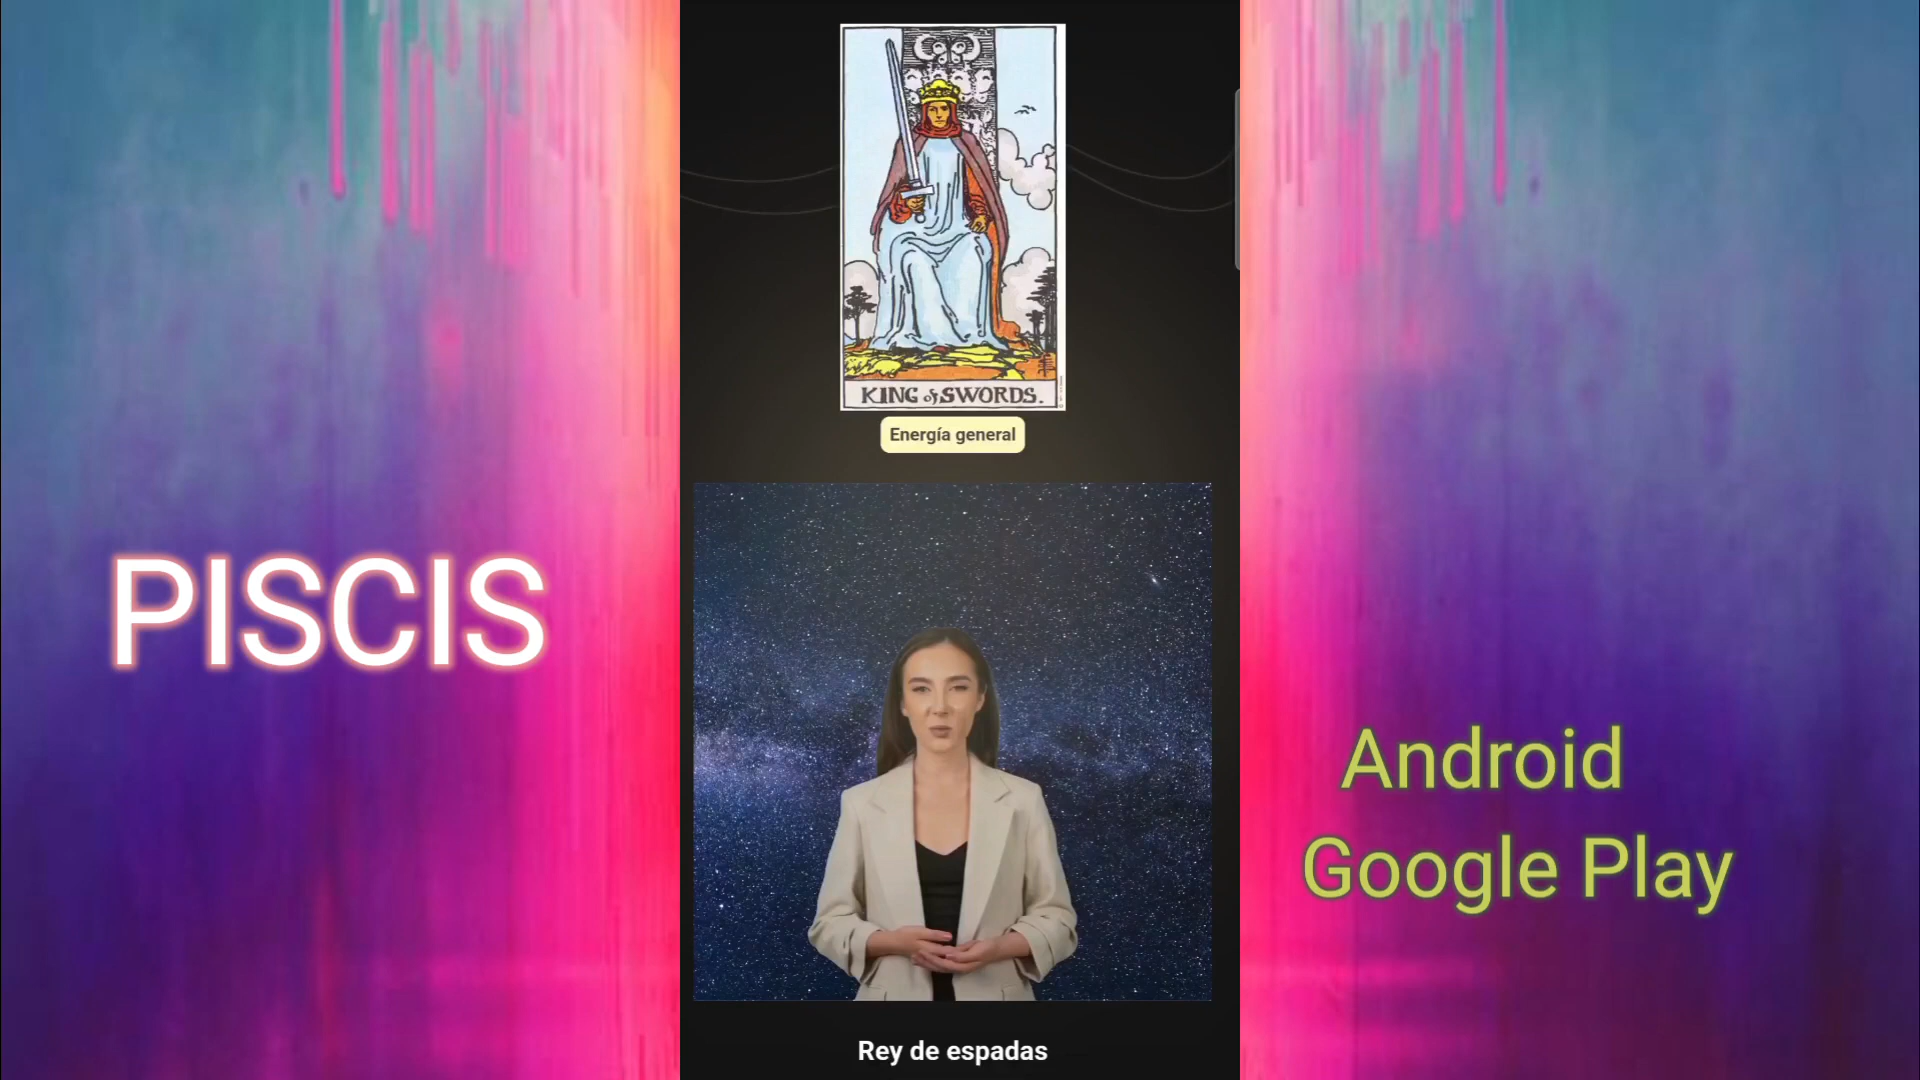 KING of SWORDS.
Energía general
PISCIS
Android
Google Play
Rey de espadas